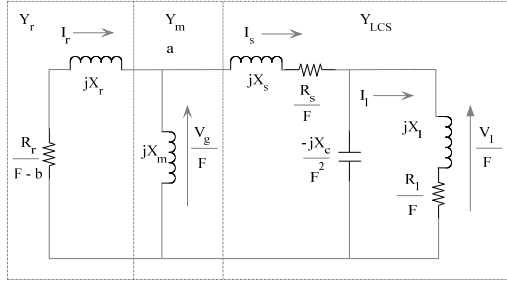 Y_r
Y_m
Y_LCS
I_r
a
I_s
jX_r
jX_s
R_s
F
I_l
R_r
F - b
jX_m
V_g
F
-jX_c
F^2
jX_l
R_l
F
V_l
F